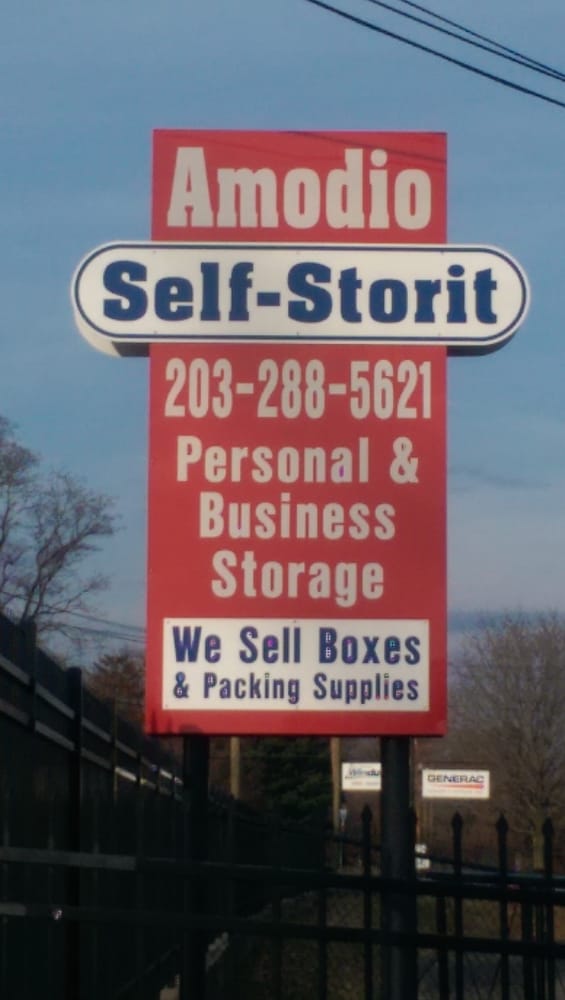 Amodio
Self-Storit
203-288-5621
Personal &
Business
Storage
We Sell Boxes
& Packing Supplies
GENERAC